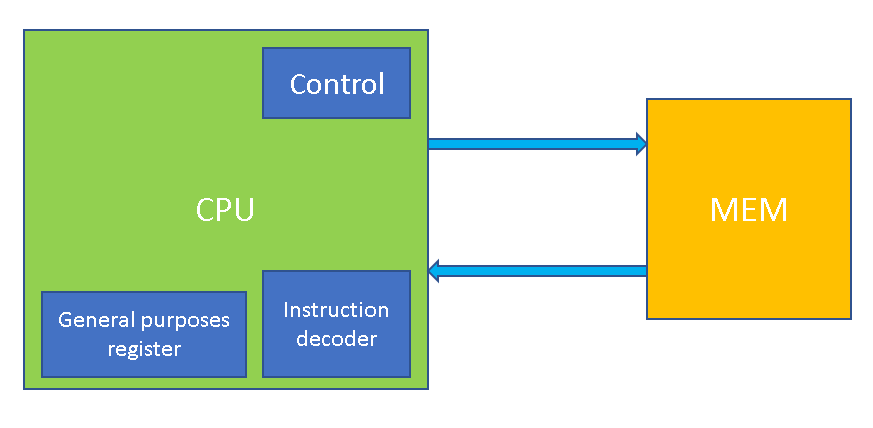 Control
CPU
MEM
General purposes
register
Instruction
decoder